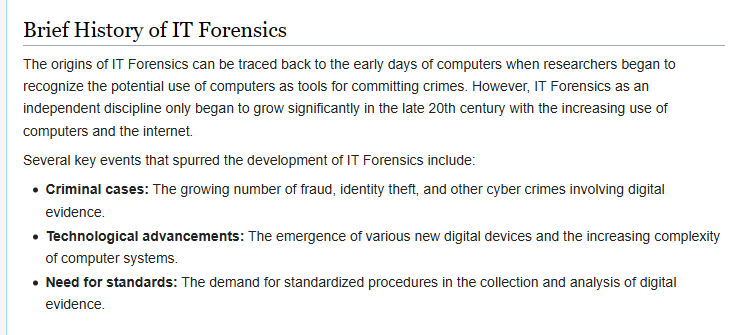 Brief History of IT Forensics
The origins of IT Forensics can be traced back to the early days of computers when researchers began to
recognize the potential use of computers as tools for committing crimes. However, IT Forensics as an
independent discipline only began to grow significantly in the late 20th century with the increasing use of
computers and the internet.
Several key events that spurred the development of IT Forensics include:
• Criminal cases: The growing number of fraud, identity theft, and other cyber crimes involving digital
evidence.
• Technological advancements: The emergence of various new digital devices and the increasing complexity
of computer systems.
• Need for standards: The demand for standardized procedures in the collection and analysis of digital
evidence.